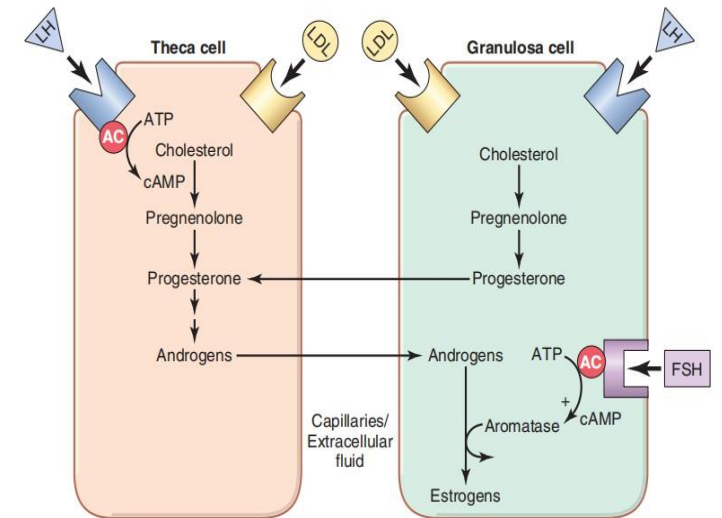 LH
Theca cell
LDL
LDL
Granulosa cell
LH
AC
ATP
cAMP
Cholesterol
Pregnenolone
Progesterone
Androgens
Cholesterol
Pregnenolone
Progesterone
Androgens
ATP
AC
FSH
+
cAMP
Aromatase
Estrogens
Capillaries/
Extracellular
fluid